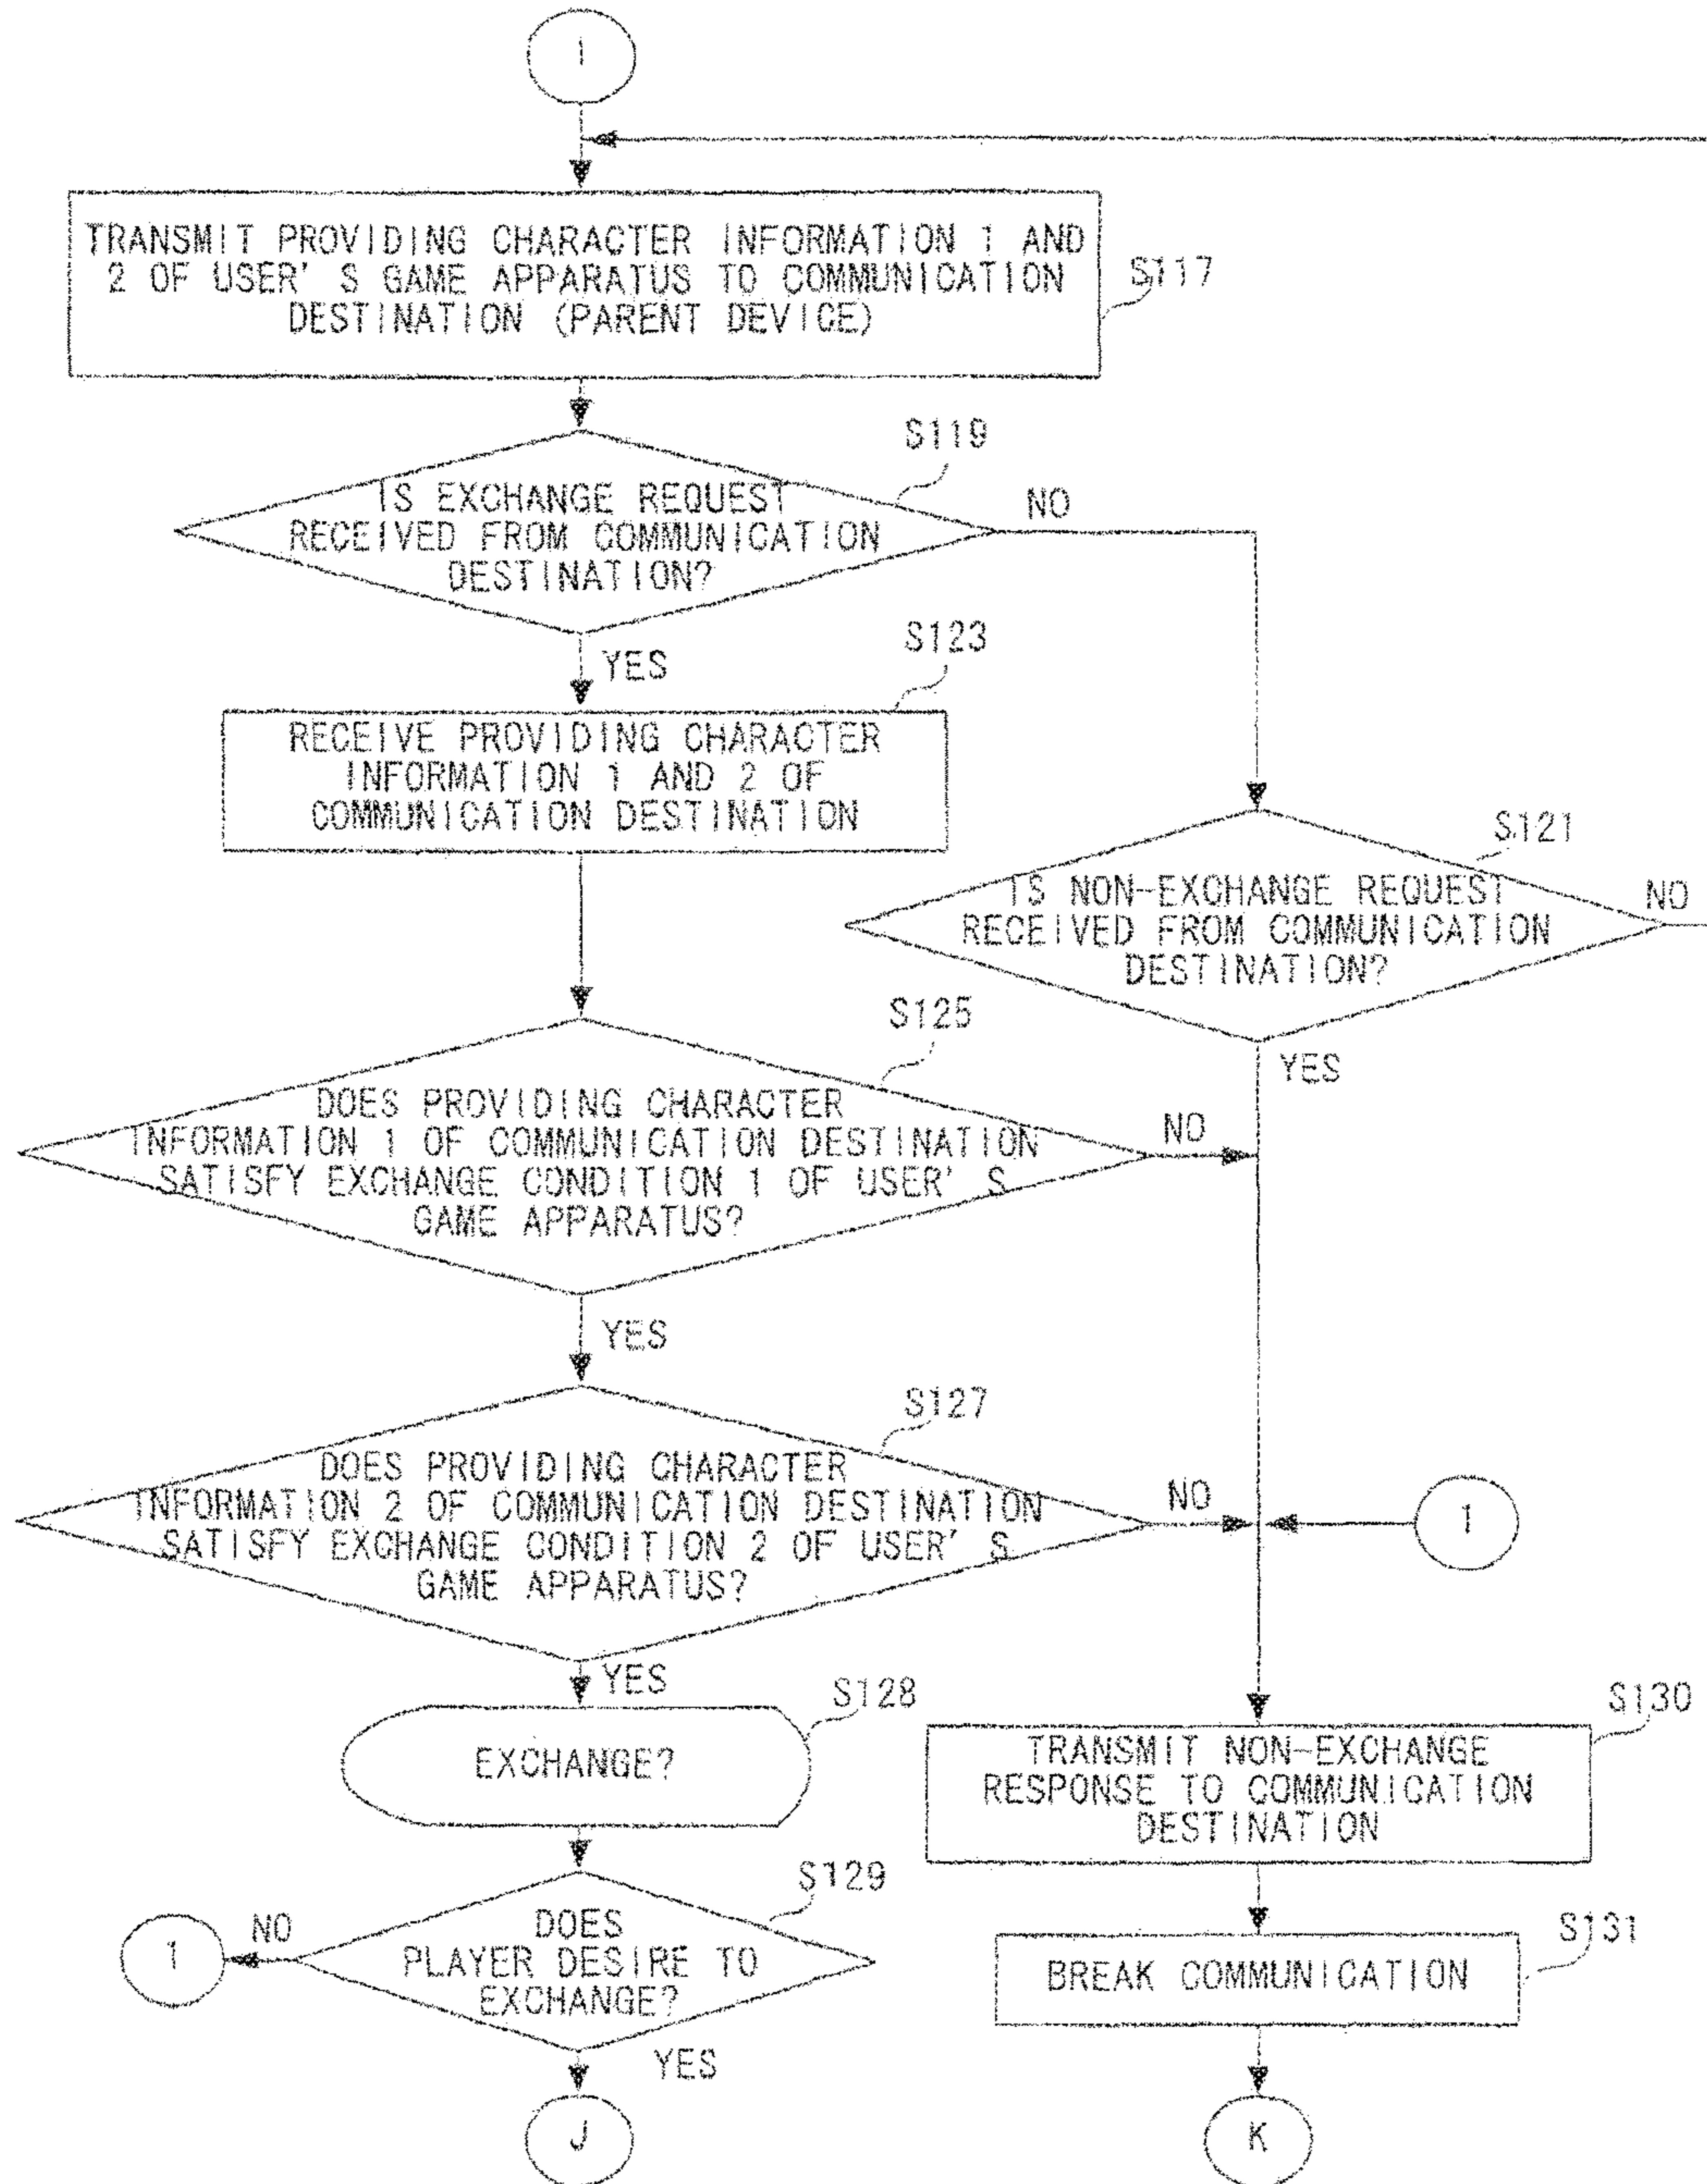 I
TRANSMIT PROVIDING CHARACTER INFORMATION 1 AND
2 OF USER' S GAME APPARATUS TO COMMUNICATION
DESTINATION (PARENT DEVICE)
S117
S119
IS EXCHANGE REQUEST
RECEIVED FROM COMMUNICATION
DESTINATION?
NO
YES
S123
RECEIVE PROVIDING CHARACTER
INFORMATION 1 AND 2 OF
COMMUNICATION DESTINATION
S121
IS NON-EXCHANGE REQUEST
RECEIVED FROM COMMUNICATION
DESTINATION?
NO
YES
S125
DOES PROVIDING CHARACTER
INFORMATION 1 OF COMMUNICATION DESTINATION
SATISFY EXCHANGE CONDITION 1 OF USER' S
GAME APPARATUS?
NO
YES
S127
DOES PROVIDING CHARACTER
INFORMATION 2 OF COMMUNICATION DESTINATION
SATISFY EXCHANGE CONDITION 2 OF USER' S
GAME APPARATUS?
NO
1
YES
S128
EXCHANGE?
S130
TRANSMIT NON-EXCHANGE
RESPONSE TO COMMUNICATION
DESTINATION
S129
DOES
PLAYER DESIRE TO
EXCHANGE?
NO
1
YES
J
S131
BREAK COMMUNICATION
K